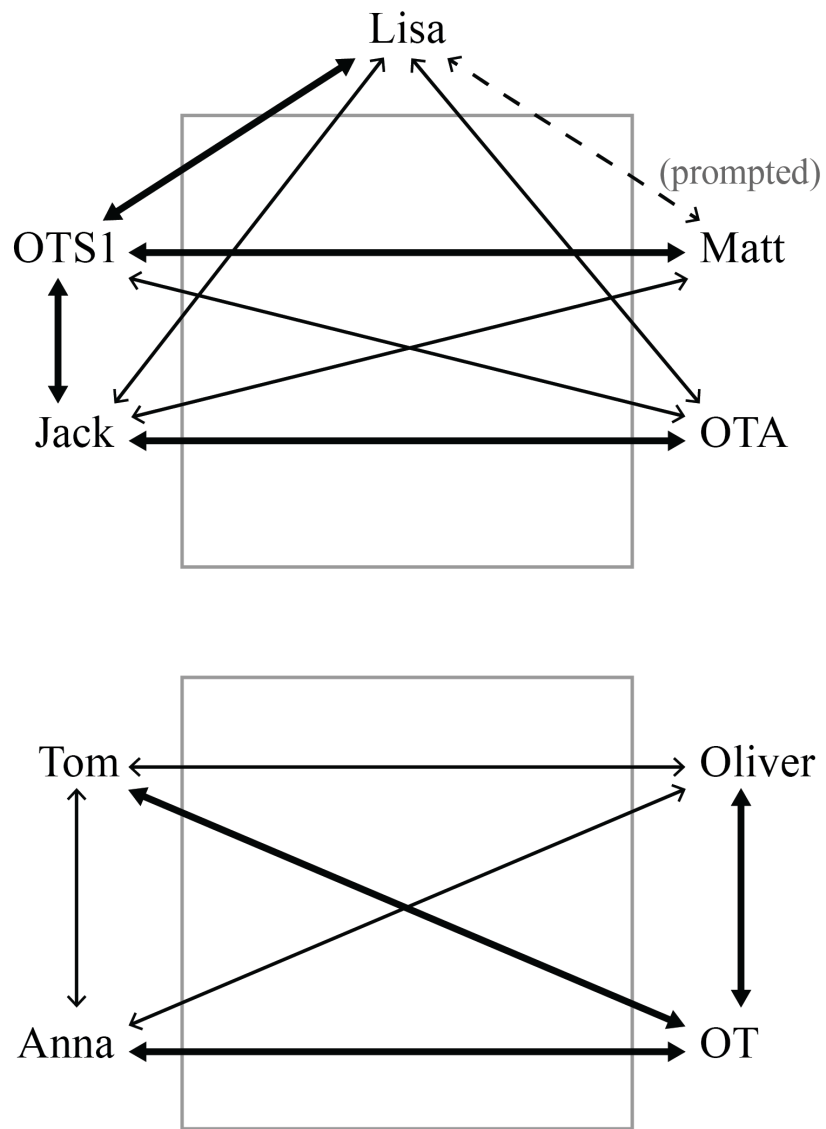 Lisa
(prompted)
OTS1 Matt
Jack OTA
Tom Oliver
Anna OT